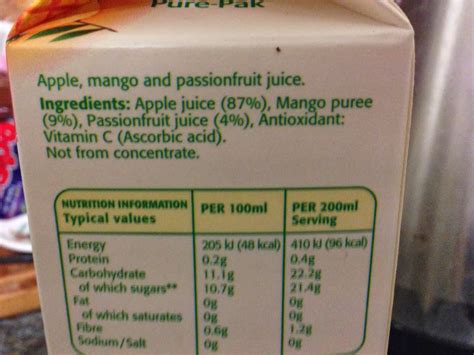 Pure-Pak
Apple, mango and passionfruit juice.
Ingredients: Apple juice (87%), Mango puree
(9%), Passionfruit juice (4%), Antioxidant:
Vitamin C (Ascorbic acid).
Not from concentrate.
NUTRITION INFORMATION PER 100ml PER 200ml
Typical values Serving
Energy 205 kJ (48 kcal) 410 kJ (96 kcal)
Protein 0.2g 0.4g
Carbohydrate 11.1g 22.2g
of which sugars** 10.7g 21.4g
Fat 0g 0g
of which saturates 0g 0g
Fibre 0.6g 1.2g
Sodium/Salt 0g 0g